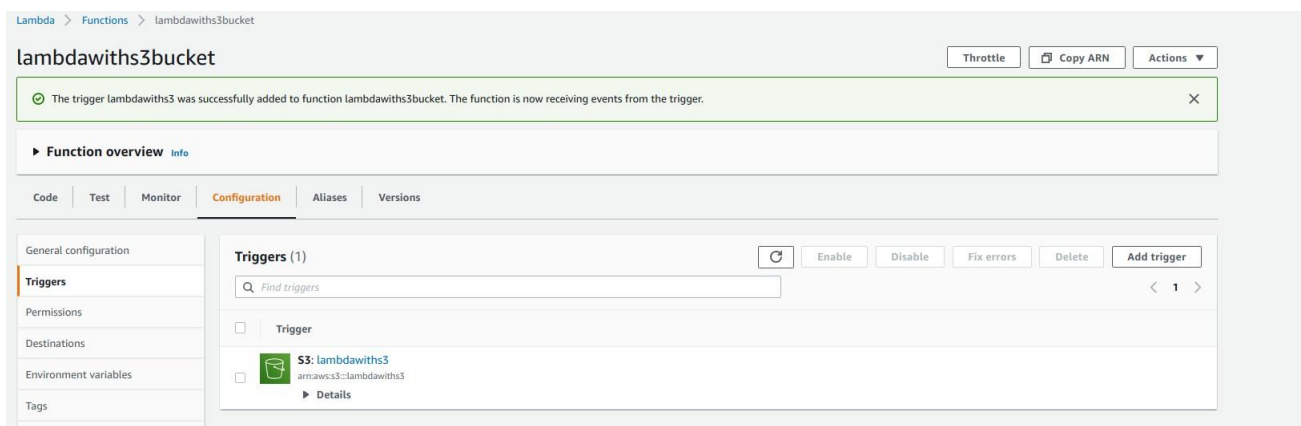 Lambda > Functions > lambdawiths3bucket
lambdawiths3bucket
Throttle Copy ARN Actions ▼
The trigger lambdawiths3 was successfully added to function lambdawiths3bucket. The function is now receiving events from the trigger.
▶ Function overview Info
Code Test Monitor Configuration Aliases Versions
General configuration
Triggers
Permissions
Destinations
Environment variables
Tags
Triggers (1)
Enable Disable Fix errors Delete Add trigger
Find triggers
< 1 >
Trigger
S3: lambdawiths3
arn:aws:s3:::lambdawiths3
▶ Details